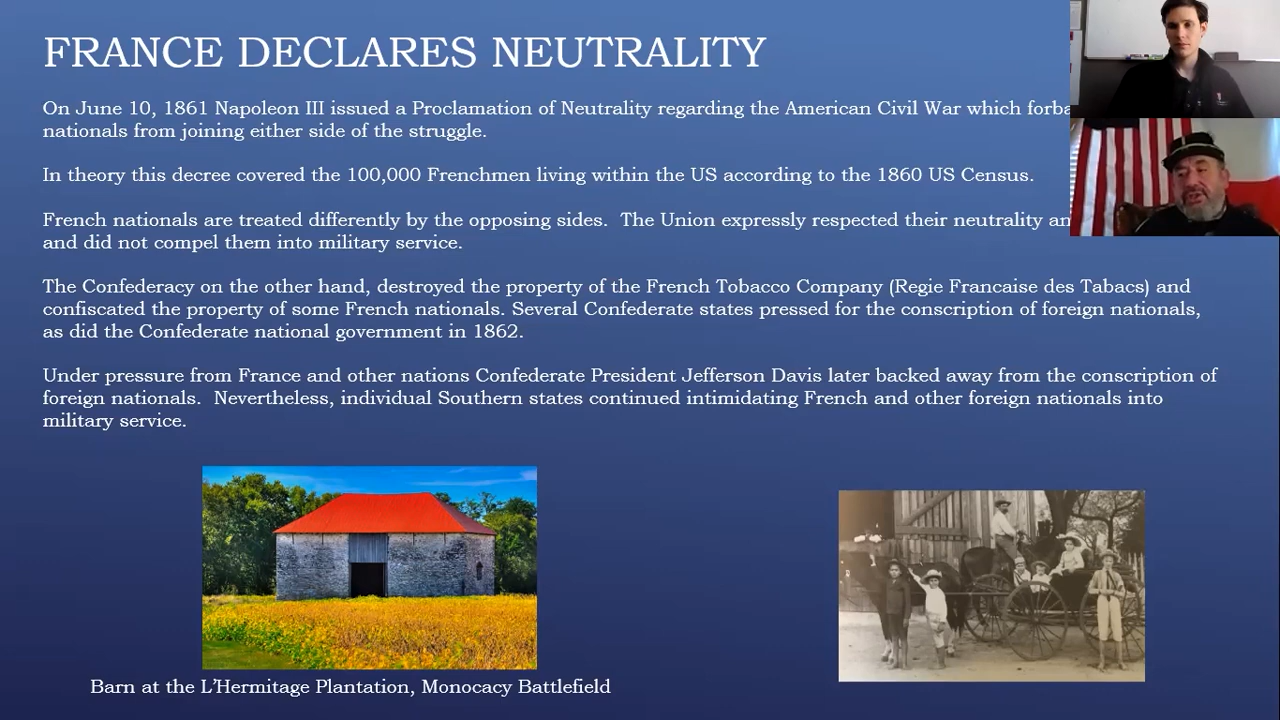 FRANCE DECLARES NEUTRALITY
On June 10, 1861 Napoleon III issued a Proclamation of Neutrality regarding the American Civil War which
nationals from joining either side of the struggle.
In theory this decree covered the 100,000 Frenchmen living within the US according to the 1860 US Census.
French nationals are treated differently by the opposing sides.  The Union expressly respected their neutrality
and did not compel them into military service.
The Confederacy on the other hand, destroyed the property of the French Tobacco Company (Regie Francaise des Tabacs) and
confiscated the property of some French nationals. Several Confederate states pressed for the conscription of foreign nationals,
as did the Confederate national government in 1862.
Under pressure from France and other nations Confederate President Jefferson Davis later backed away from the conscription of
foreign nationals.  Nevertheless, individual Southern states continued intimidating French and other foreign nationals into
military service.
Barn at the L'Hermitage Plantation, Monocacy Battlefield